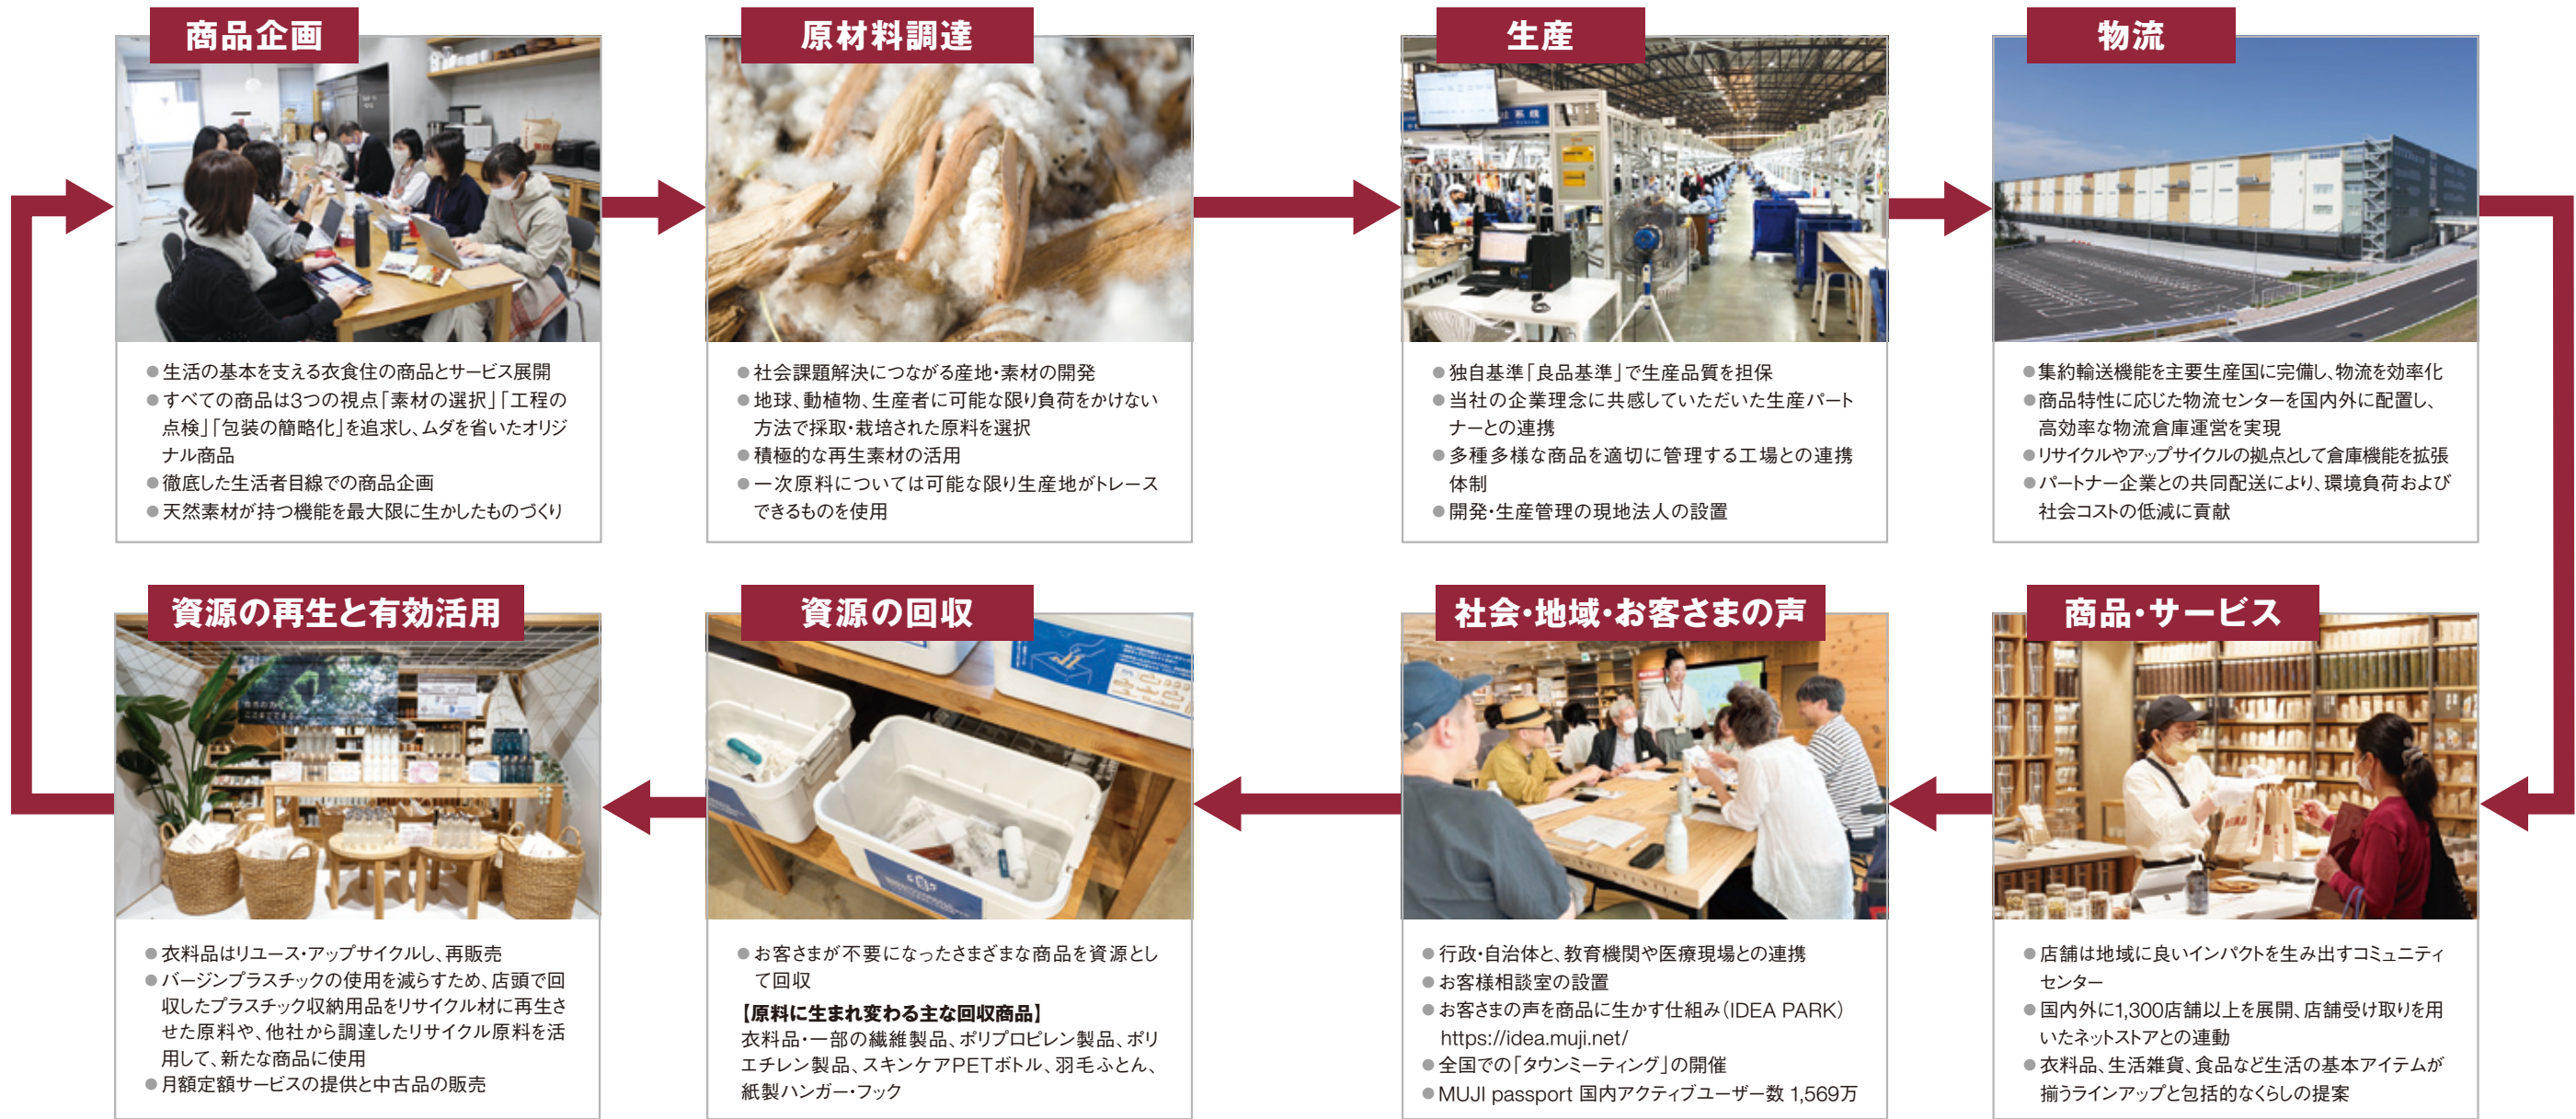 商品企画
● 生活の基本を支える衣食住の商品とサービス展開
● すべての商品は3つの視点「素材の選択」「工程の
点検」「包装の簡略化」を追求し、ムダを省いたオリジ
ナル商品
● 徹底した生活者目線での商品企画
● 天然素材が持つ機能を最大限に生かしたものづくり
原材料調達
● 社会課題解決につながる産地・素材の開発
● 地球、動植物、生産者に可能な限り負荷をかけない
方法で採取・栽培された原料を選択
● 積極的な再生素材の活用
● 一次原料については可能な限り生産地がトレース
できるものを使用
生産
● 独自基準「良品基準」で生産品質を担保
● 当社の企業理念に共感していただいた生産パート
ナーとの連携
● 多種多様な商品を適切に管理する工場との連携
体制
● 開発・生産管理の現地法人の設置
物流
● 集約輸送機能を主要生産国に完備し、物流を効率化
● 商品特性に応じた物流センターを国内外に配置し、
高効率な物流倉庫運営を実現
● リサイクルやアップサイクルの拠点として倉庫機能を拡張
● パートナー企業との共同配送により、環境負荷および
社会コストの低減に貢献
資源の再生と有効活用
● 衣料品はリユース・アップサイクルし、再販売
● バージンプラスチックの使用を減らすため、店頭で回
収したプラスチック収納用品をリサイクル材に再生さ
せた原料や、他社から調達したリサイクル原料を活
用して、新たな商品に使用
● 月額定額サービスの提供と中古品の販売
資源の回収
● お客さまが不要になったさまざまな商品を資源とし
て回収
【原料に生まれ変わる主な回収商品】
衣料品・一部の繊維製品、ポリプロピレン製品、ポリ
エチレン製品、スキンケアPETボトル、羽毛ふとん、
紙製ハンガー・フック
社会・地域・お客さまの声
● 行政・自治体と、教育機関や医療現場との連携
● お客様相談室の設置
● お客さまの声を商品に生かす仕組み(IDEA PARK)
https://idea.muji.net/
● 全国での「タウンミーティング」の開催
● MUJI passport 国内アクティブユーザー数 1,569万
商品・サービス
● 店舗は地域に良いインパクトを生み出すコミュニティ
センター
● 国内外に1,300店舗以上を展開、店舗受け取りを用
いたネットストアとの連動
● 衣料品、生活雑貨、食品など生活の基本アイテムが
揃うラインアップと包括的なくらしの提案